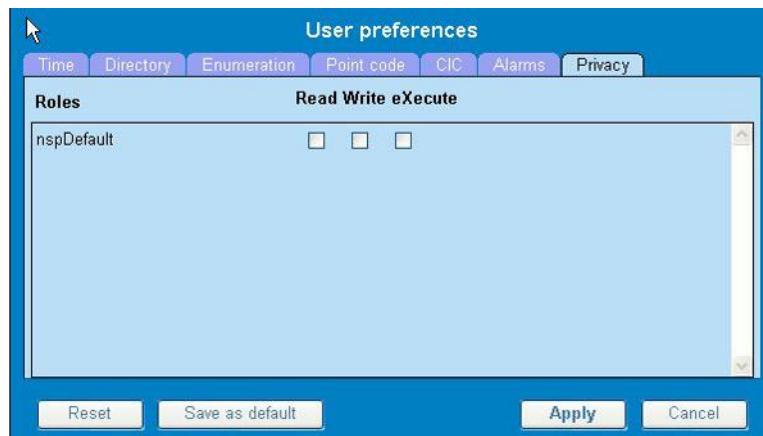 User preferences
Time Directory Enumeration Point code CIC Alarms Privacy
Roles Read Write eXecute
nspDefault
Reset Save as default Apply Cancel